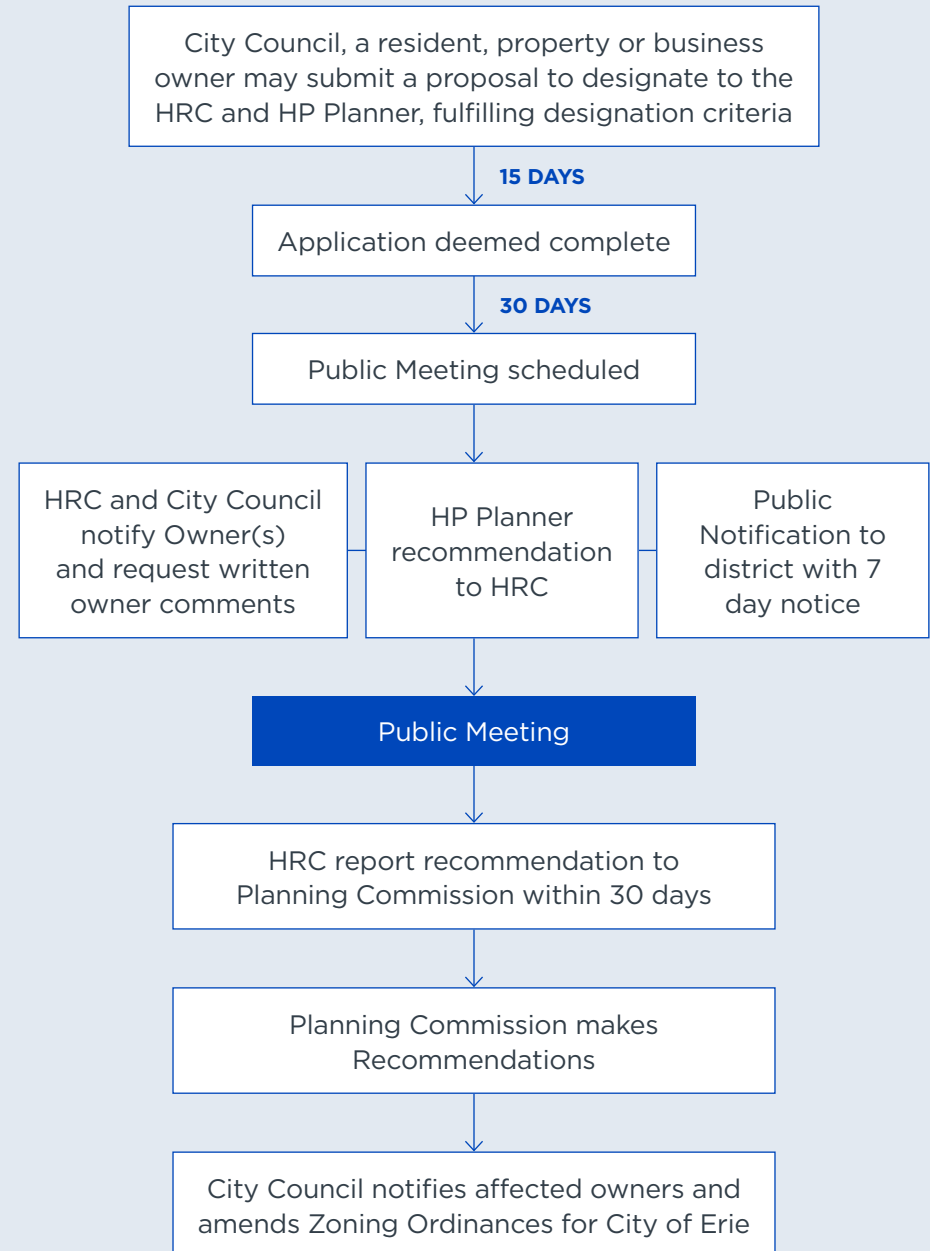 City Council, a resident, property or business
owner may submit a proposal to designate to the
HRC and HP Planner, fulfilling designation criteria
15 DAYS
Application deemed complete
30 DAYS
Public Meeting scheduled
HRC and City Council
notify Owner(s)
and request written
owner comments
HP Planner
recommendation
to HRC
Public
Notification to
district with 7
day notice
Public Meeting
HRC report recommendation to
Planning Commission within 30 days
Planning Commission makes
Recommendations
City Council notifies affected owners and
amends Zoning Ordinances for City of Erie